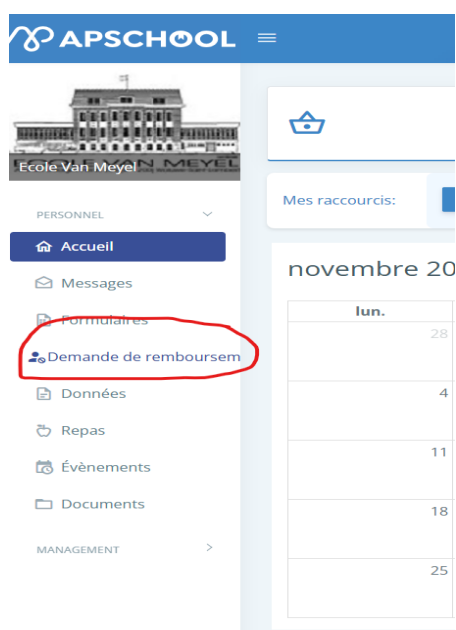 APSCHOOL
Ecole Van Meyel
PERSONNEL
Accueil
Messages
Formulaires
Demande de remboursem
Données
Repas
Évènements
Documents
MANAGEMENT
Mes raccourcis:
novembre 20
lun.
28
4
11
18
25